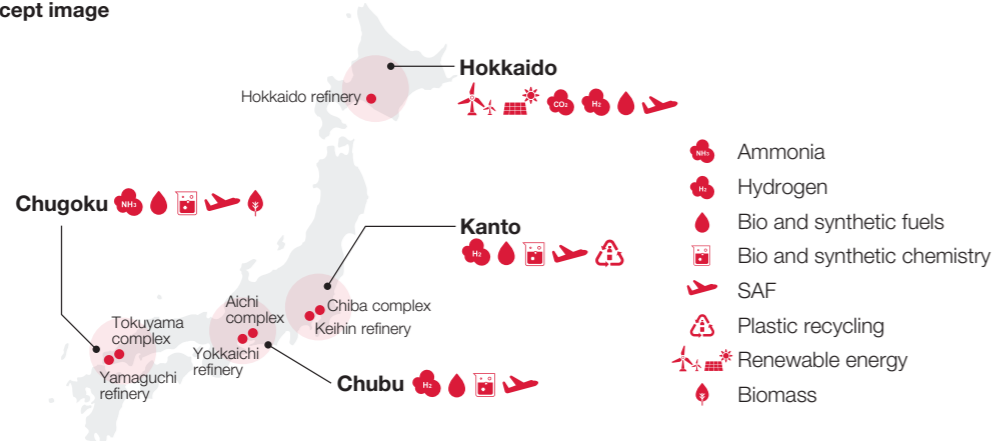 cept image
Hokkaido
Hokkaido refinery
CO₂
H₂
NH₃
Ammonia
H₂
Hydrogen
Bio and synthetic fuels
Bio and synthetic chemistry
SAF
Plastic recycling
Renewable energy
Biomass
Chugoku
NH₃
Kanto
H₂
Chiba complex
Keihin refinery
Aichi
complex
Yokkaichi
refinery
Tokuyama
complex
Yamaguchi
refinery
Chubu
H₂